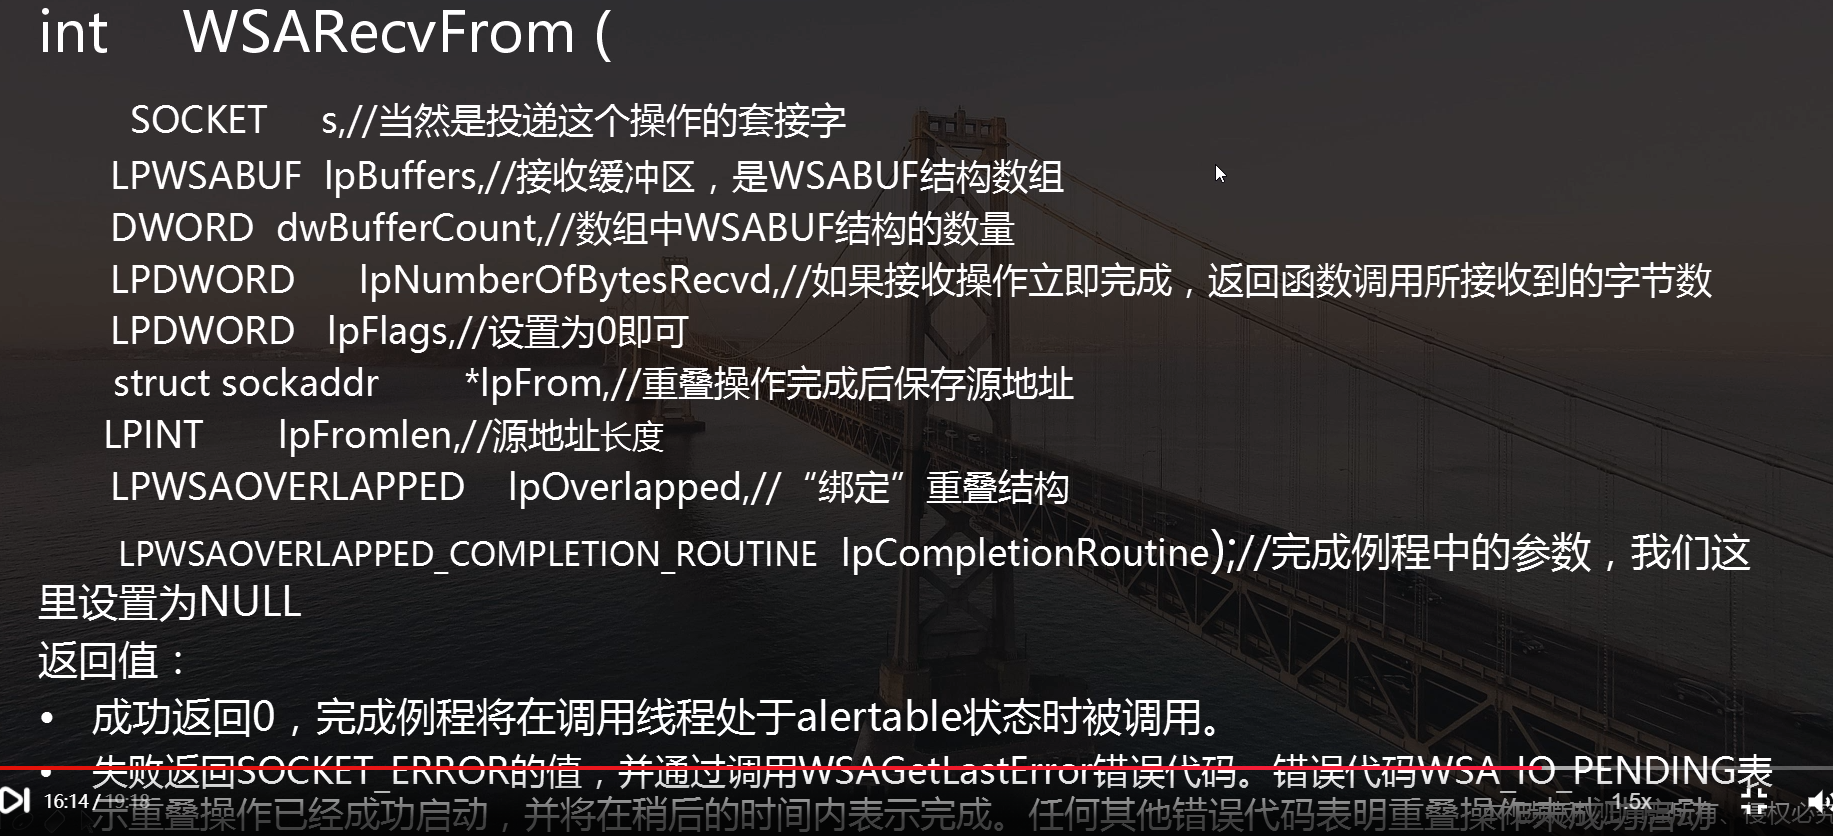 int WSARecvFrom (
SOCKET s,//当然是投递这个操作的套接字
LPWSABUF lpBuffers,//接收缓冲区，是WSABUF结构数组
DWORD dwBufferCount,//数组中WSABUF结构的数量
LPDWORD lpNumberOfBytesRecvd,//如果接收操作立即完成，返回函数调用所接收到的字节数
LPDWORD lpFlags,//设置为0即可
struct sockaddr *lpFrom,//重叠操作完成后保存源地址
LPINT lpFromlen,//源地址长度
LPWSAOVERLAPPED lpOverlapped,//“绑定”重叠结构
LPWSAOVERLAPPED_COMPLETION_ROUTINE lpCompletionRoutine);//完成例程中的参数，我们这
里设置为NULL
返回值：
• 成功返回0，完成例程将在调用线程处于alertable状态时被调用。
• 失败返回SOCKET_ERROR的值，并通过调用WSAGetLastError错误代码。错误代码WSA_IO_PENDING表
示重叠操作已经成功启动，并将在稍后的时间内表示完成。任何其他错误代码表明重叠操作未成功启动
16:14 / 19:18 1.5x